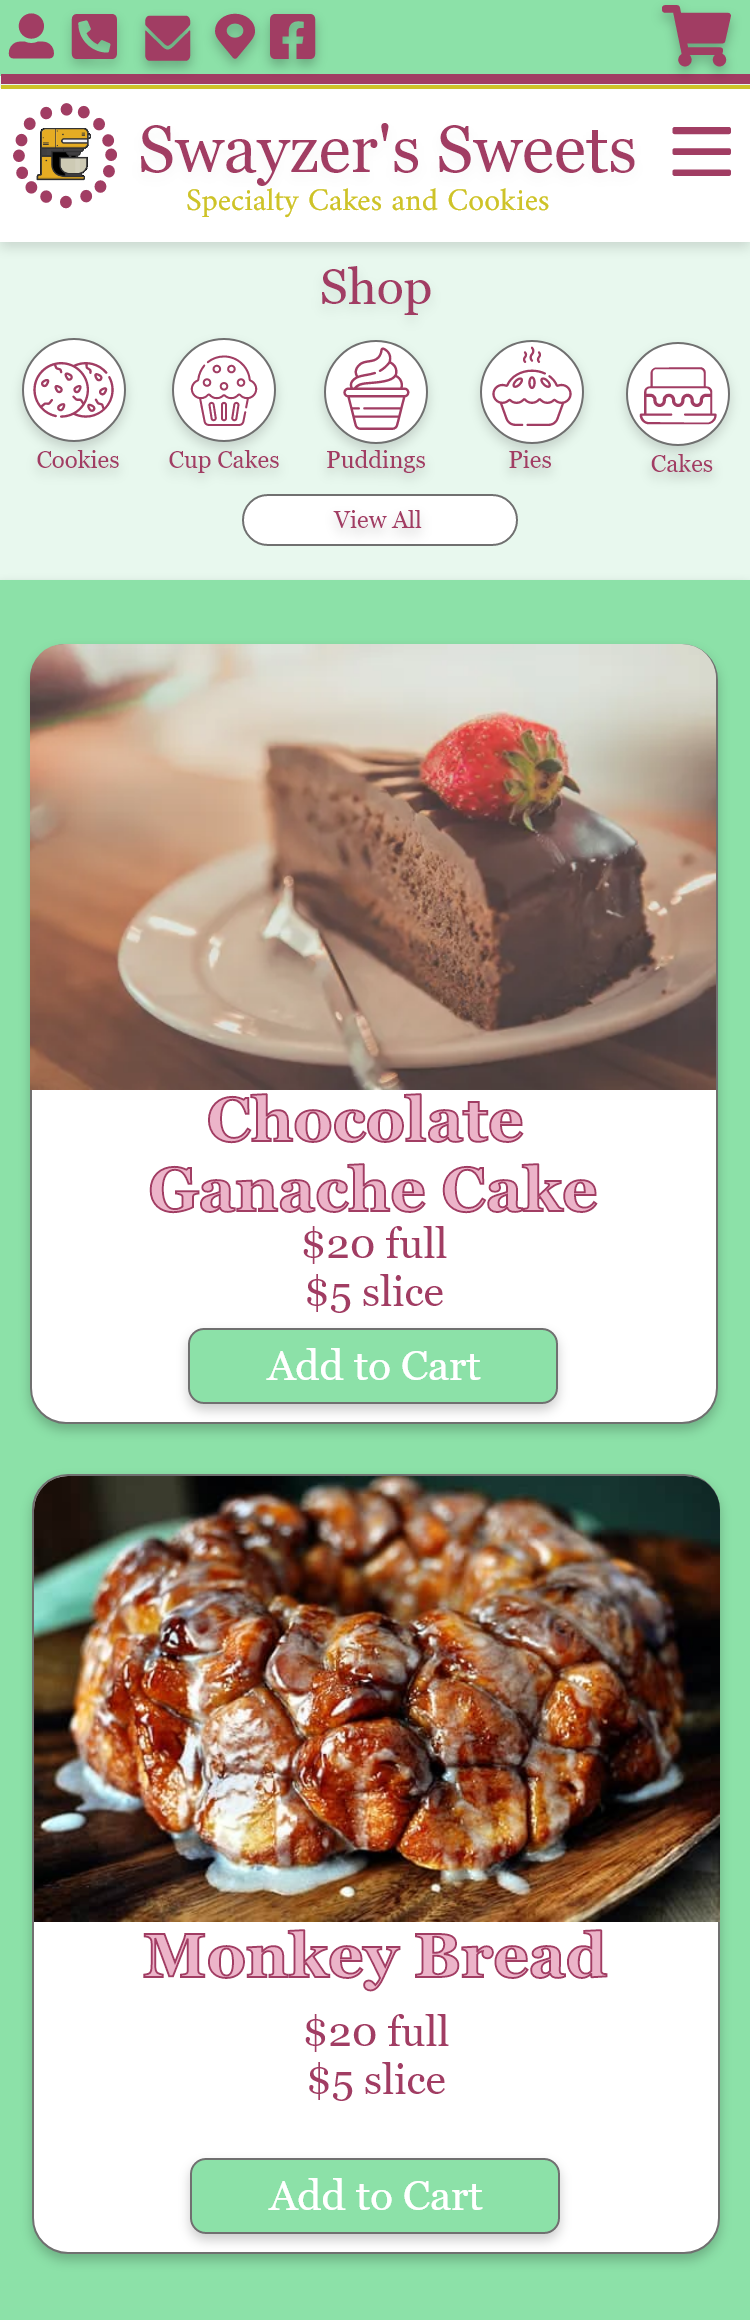 Swayzer's Sweets
Specialty Cakes and Cookies
Shop
Cookies
Cup Cakes
Puddings
Pies
Cakes
View All
Chocolate
Ganache Cake
$20 full
$5 slice
Add to Cart
Monkey Bread
$20 full
$5 slice
Add to Cart